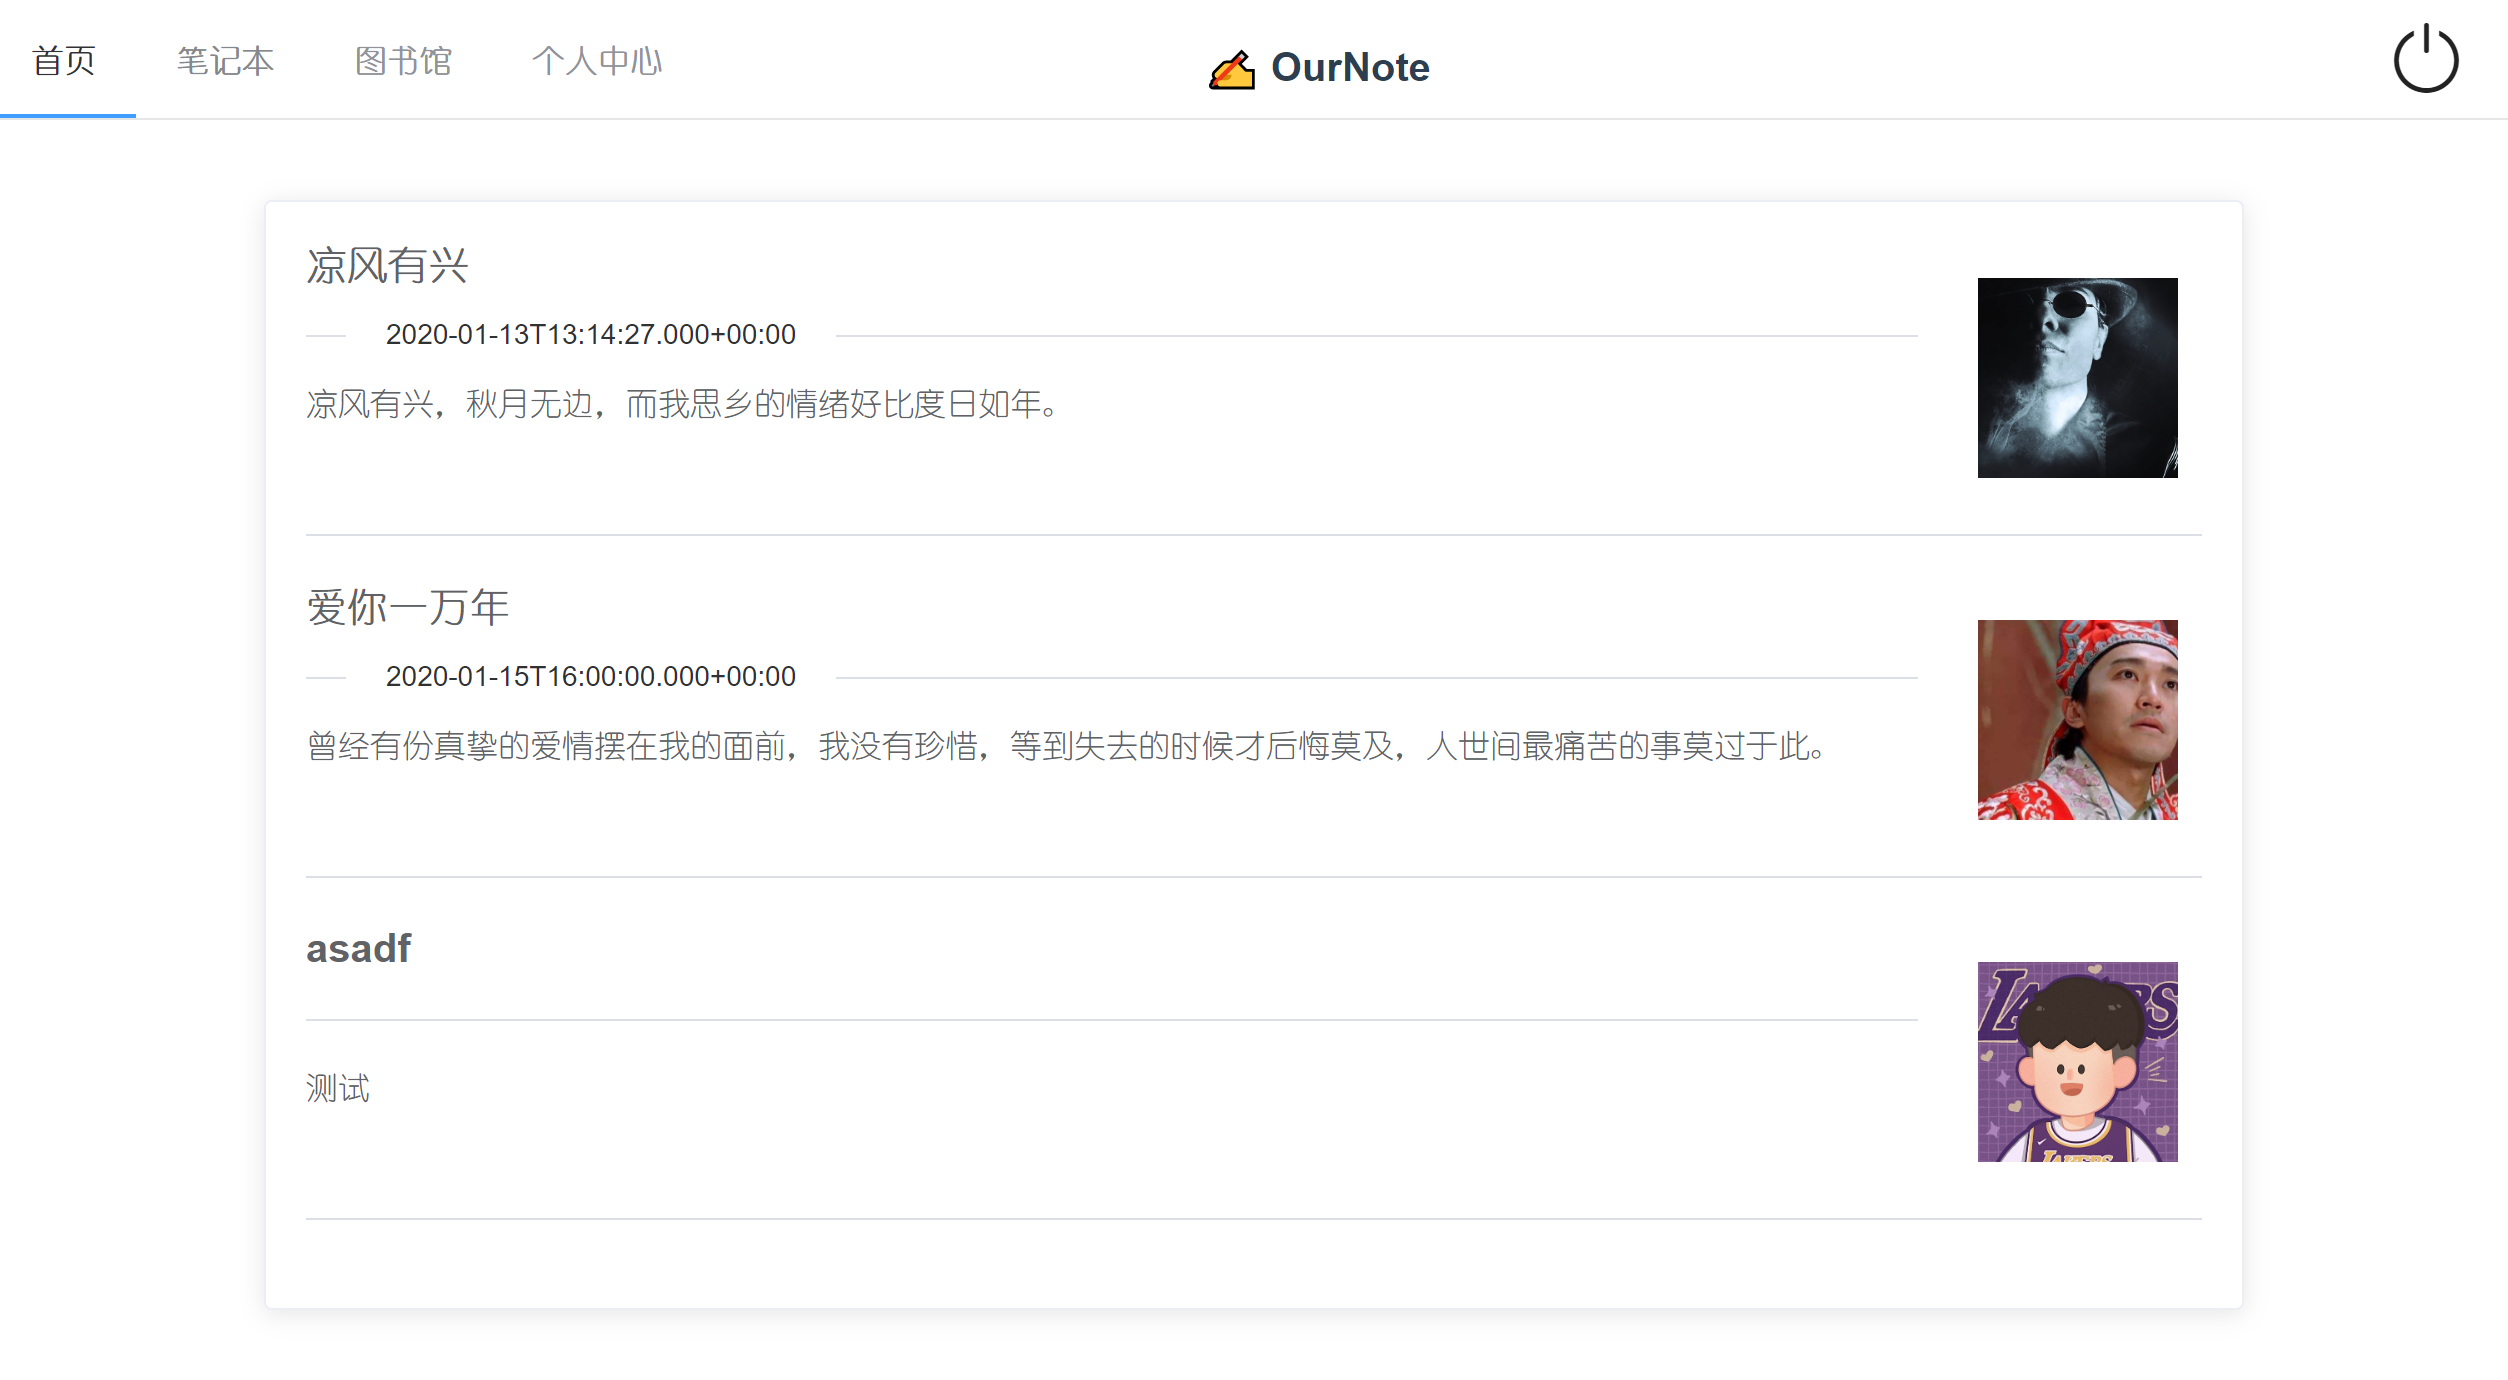 首页 笔记本 图书馆 个人中心 OurNote
凉风有兴
2020-01-13T13:14:27.000+00:00
凉风有兴，秋月无边，而我思乡的情绪好比度日如年。
爱你一万年
2020-01-15T16:00:00.000+00:00
曾经有份真挚的爱情摆在我的面前，我没有珍惜，等到失去的时候才后悔莫及，人世间最痛苦的事莫过于此。
asadf
测试